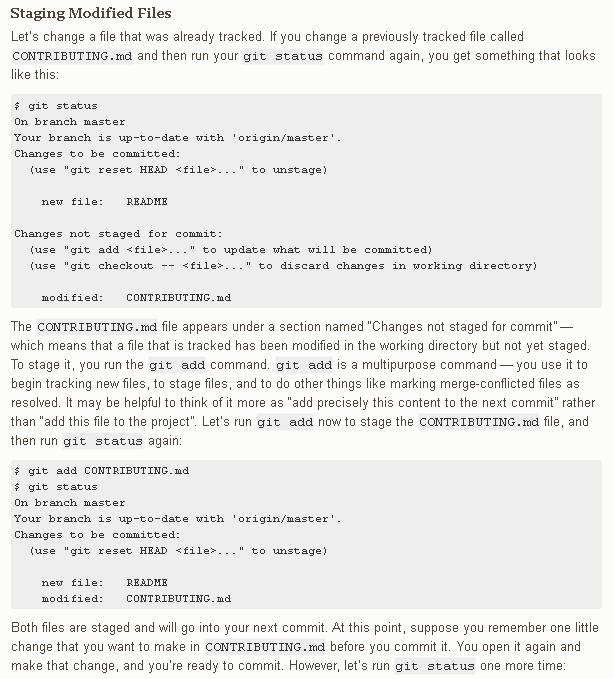 Staging Modified Files
Let's change a file that was already tracked. If you change a previously tracked file called
CONTRIBUTING.md and then run your git status command again, you get something that looks
like this:
$ git status
On branch master
Your branch is up-to-date with 'origin/master'.
Changes to be committed:
  (use "git reset HEAD <file>..." to unstage)

    new file:   README

Changes not staged for commit:
  (use "git add <file>..." to update what will be committed)
  (use "git checkout -- <file>..." to discard changes in working directory)

    modified:   CONTRIBUTING.md
The CONTRIBUTING.md file appears under a section named "Changes not staged for commit" —
which means that a file that is tracked has been modified in the working directory but not yet staged.
To stage it, you run the git add command. git add is a multipurpose command — you use it to
begin tracking new files, to stage files, and to do other things like marking merge-conflicted files as
resolved. It may be helpful to think of it more as "add precisely this content to the next commit" rather
than "add this file to the project". Let's run git add now to stage the CONTRIBUTING.md file, and
then run git status again:
$ git add CONTRIBUTING.md
$ git status
On branch master
Your branch is up-to-date with 'origin/master'.
Changes to be committed:
  (use "git reset HEAD <file>..." to unstage)

    new file:   README
    modified:   CONTRIBUTING.md
Both files are staged and will go into your next commit. At this point, suppose you remember one little
change that you want to make in CONTRIBUTING.md before you commit it. You open it again and
make that change, and you're ready to commit. However, let's run git status one more time: